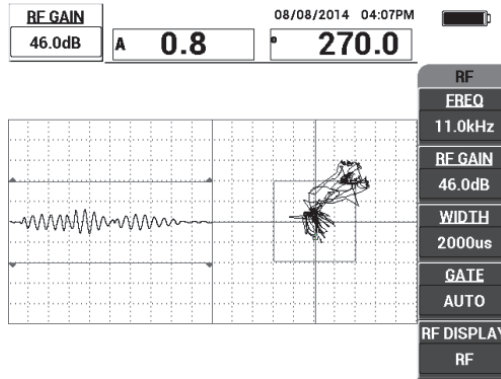 RF GAIN
46.0dB
A 0.8
08/08/2014 04:07PM
° 270.0
RF
FREQ
11.0kHz
RF GAIN
46.0dB
WIDTH
2000us
GATE
AUTO
RF DISPLAY
RF